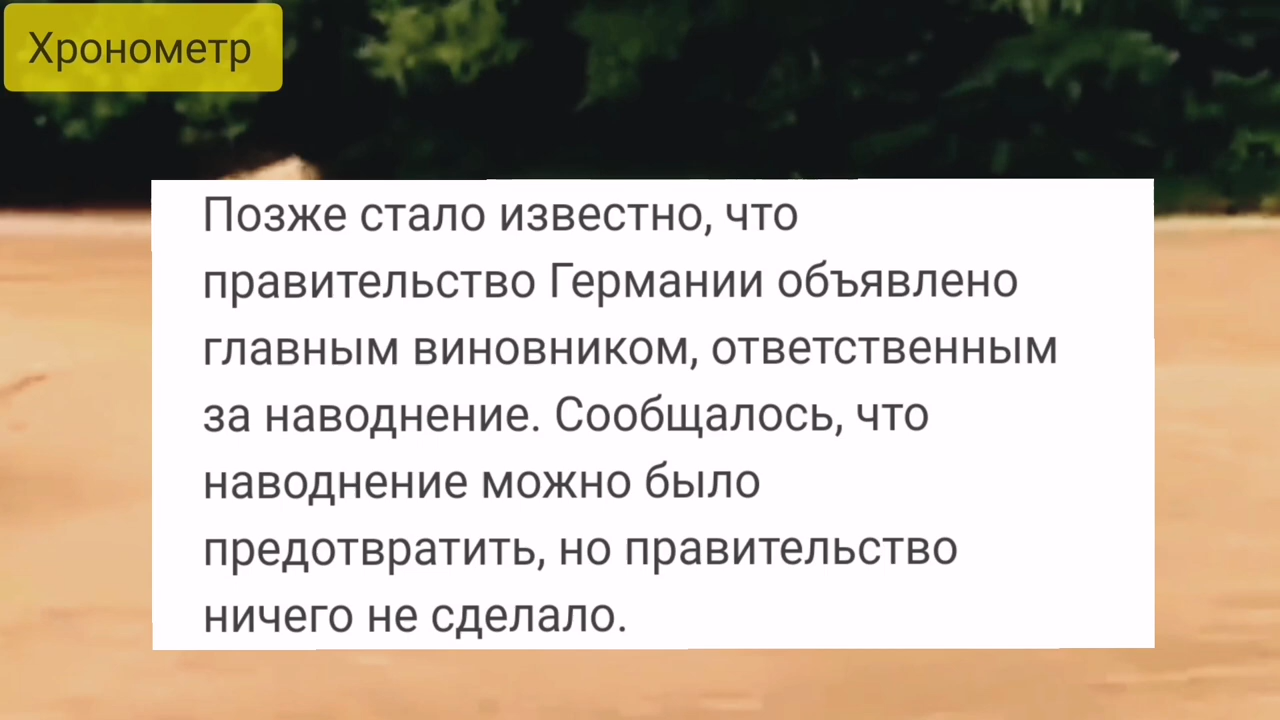 Хронометр
Позже стало известно, что
правительство Германии объявлено
главным виновником, ответственным
за наводнение. Сообщалось, что
наводнение можно было
предотвратить, но правительство
ничего не сделало.